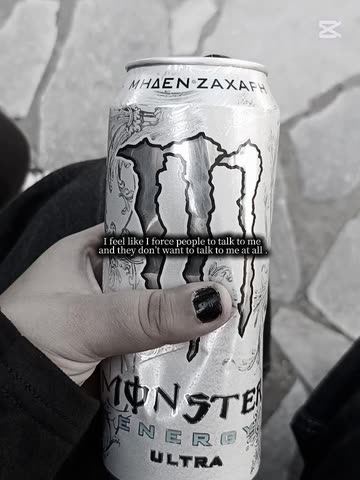 CapCut
ΜΗΔΕΝ ΖΑΧΑΡΗ
I feel like I force people to talk to me
and they don't want to talk to me at all .
MONSTER
ENERGY
ULTRA